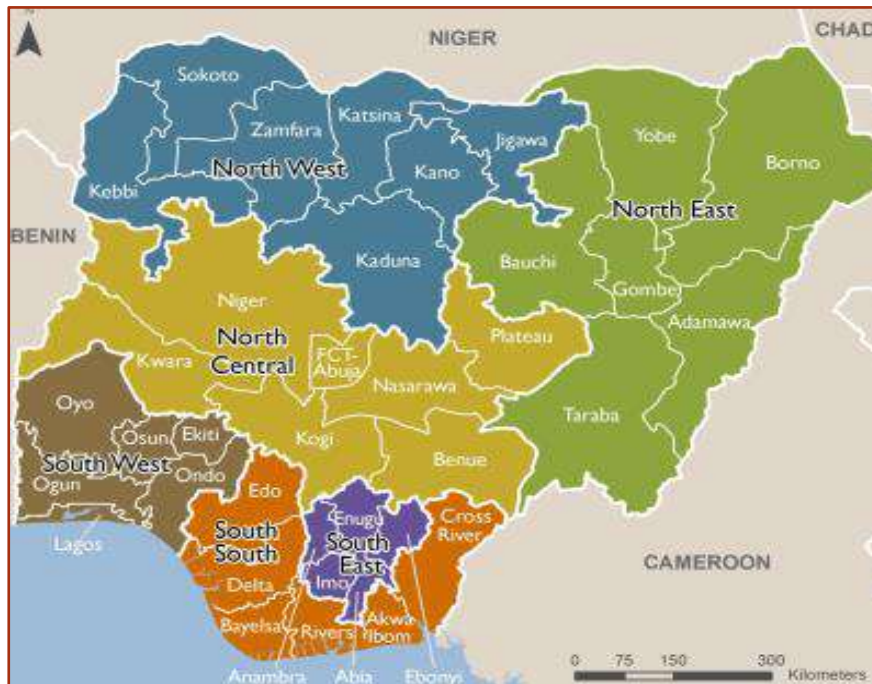 N
NIGER
CHAD
Sokoto
Katsina
Zamfara
Jigawa
Yobe
Borno
North West
Kano
Kebbi
North East
BENIN
Kaduna
Bauchi
Gombe
Niger
Adamawa
North
Central
Plateau
Kwara
FCT-
Abuja
Nasarawa
Oyo
Taraba
Osun
Ekiti
Kogi
Benue
South West
Ogun
Ondo
Edo
Lagos
South
South
Enugu
South
East
Cross
River
CAMEROON
Delta
Imo
Bayelsa
Rivers
Akwa
Ibom
Anambra
Abia
Ebonyi
0 75 150 300
Kilometers